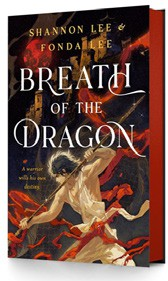 SHANNON LEE &
FONDA LEE
BREATH
OF THE
DRAGON
A warrior
wills his own
destiny.